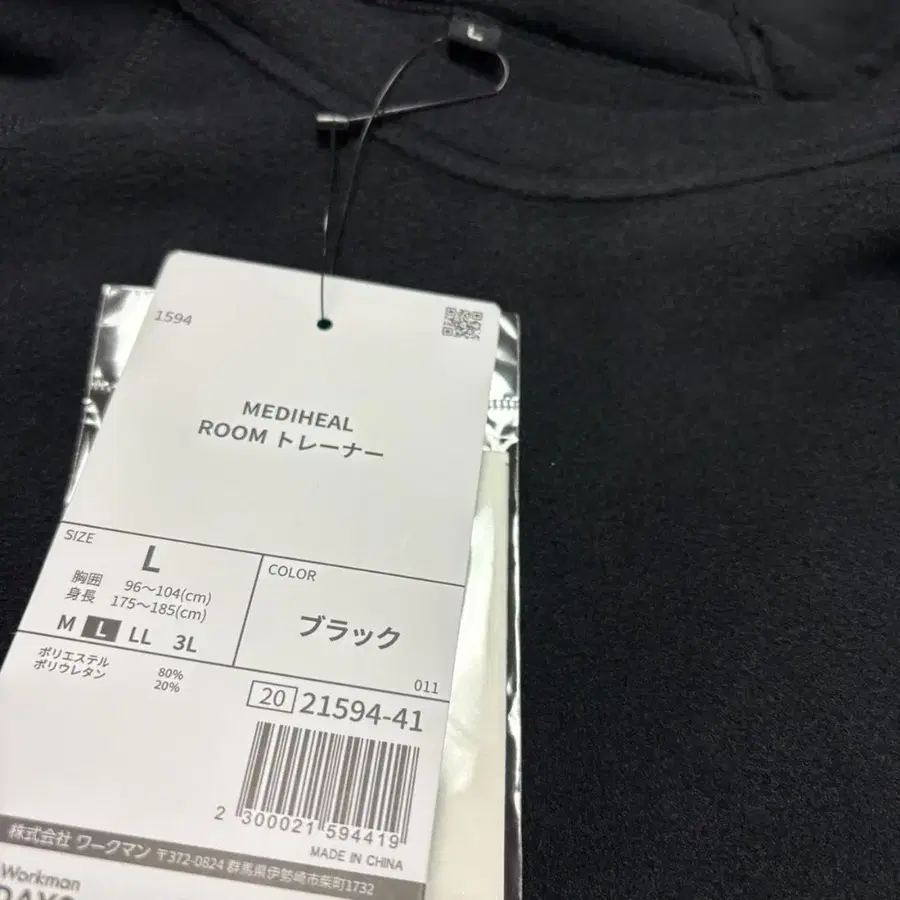 L
1594
MEDIHEAL
ROOM トレーナー
SIZE
L
胸囲 96〜104(cm)
身長 175〜185(cm)
M L LL 3L
COLOR
ブラック
011
ポリエステル 80%
ポリウレタン 20%
20 21594-41
2 300021 594419
MADE IN CHINA
株式会社 ワークマン 〒372-0824 群馬県伊勢崎市柴町1732
Workman